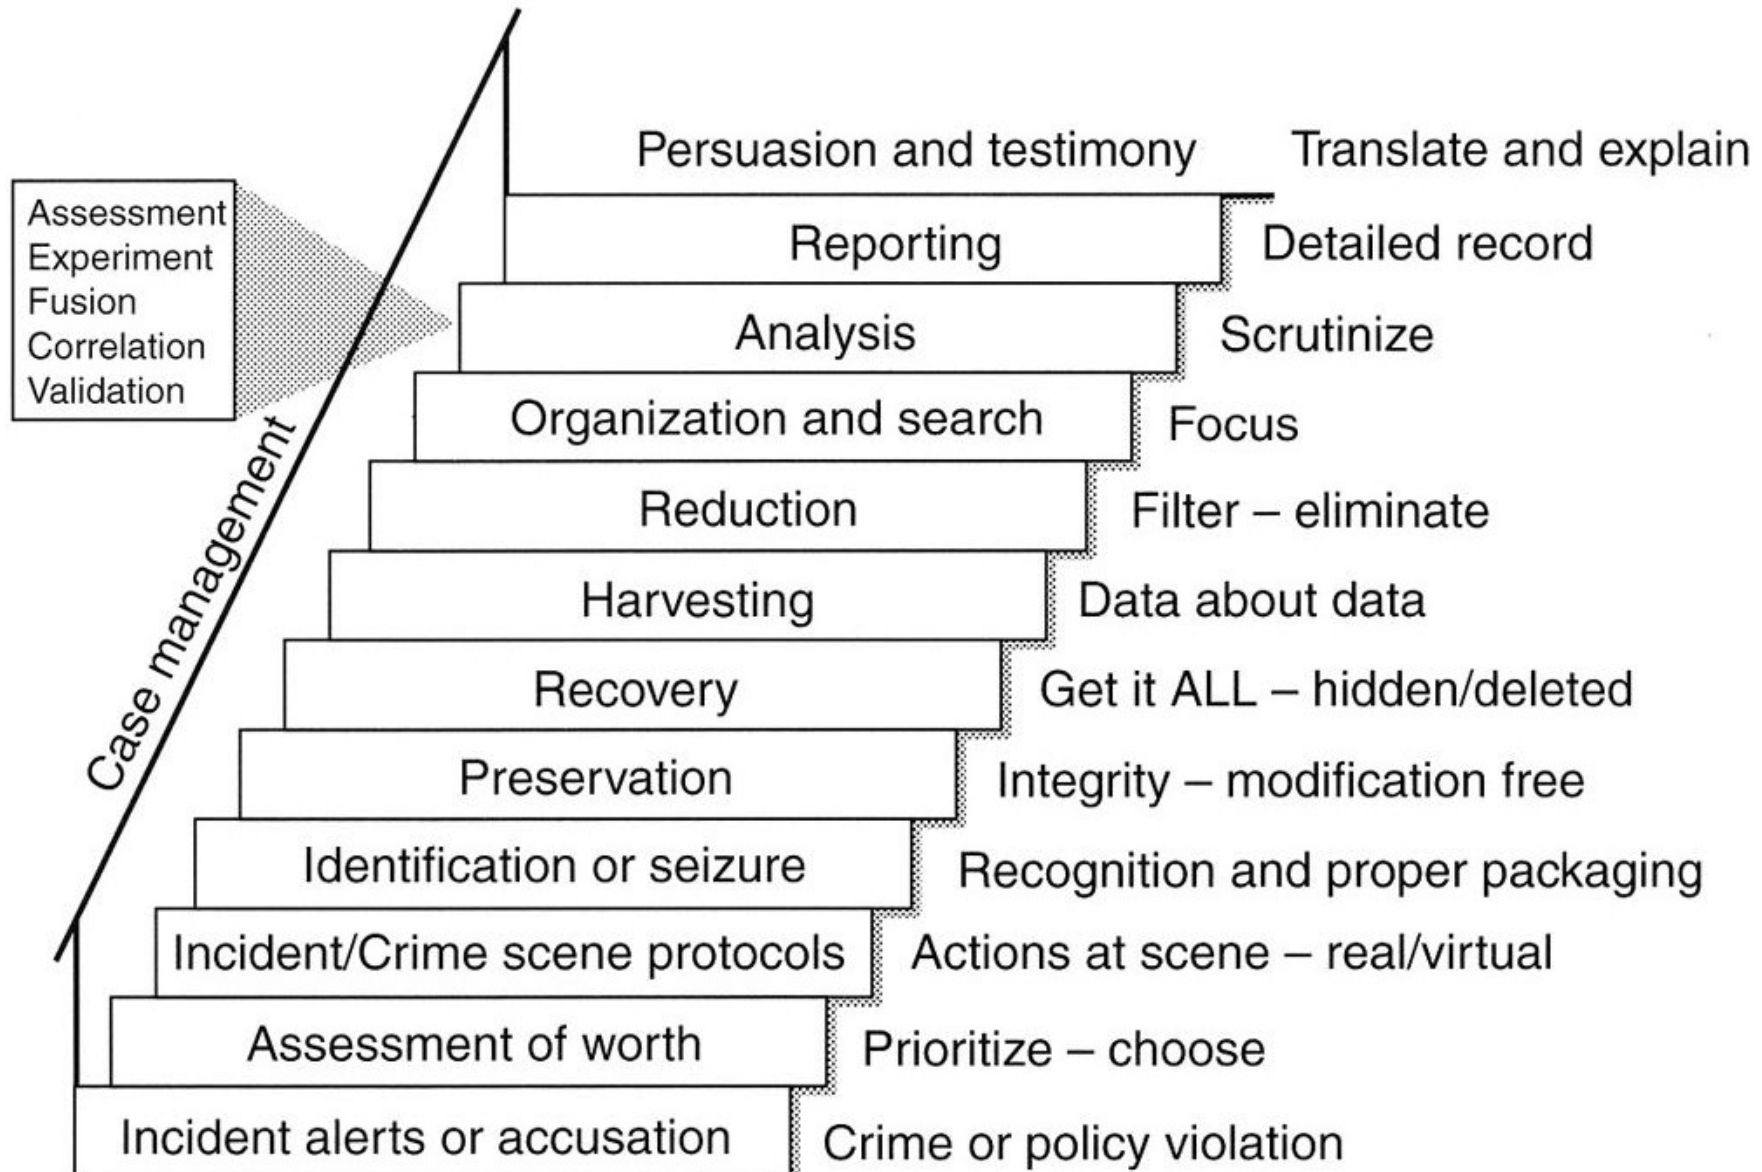 Persuasion and testimony Translate and explain
Assessment
Experiment
Fusion
Correlation
Validation
Reporting Detailed record
Analysis Scrutinize
Organization and search Focus
Reduction Filter – eliminate
Harvesting Data about data
Recovery Get it ALL – hidden/deleted
Preservation Integrity – modification free
Identification or seizure Recognition and proper packaging
Incident/Crime scene protocols Actions at scene – real/virtual
Assessment of worth Prioritize – choose
Incident alerts or accusation Crime or policy violation
Case management